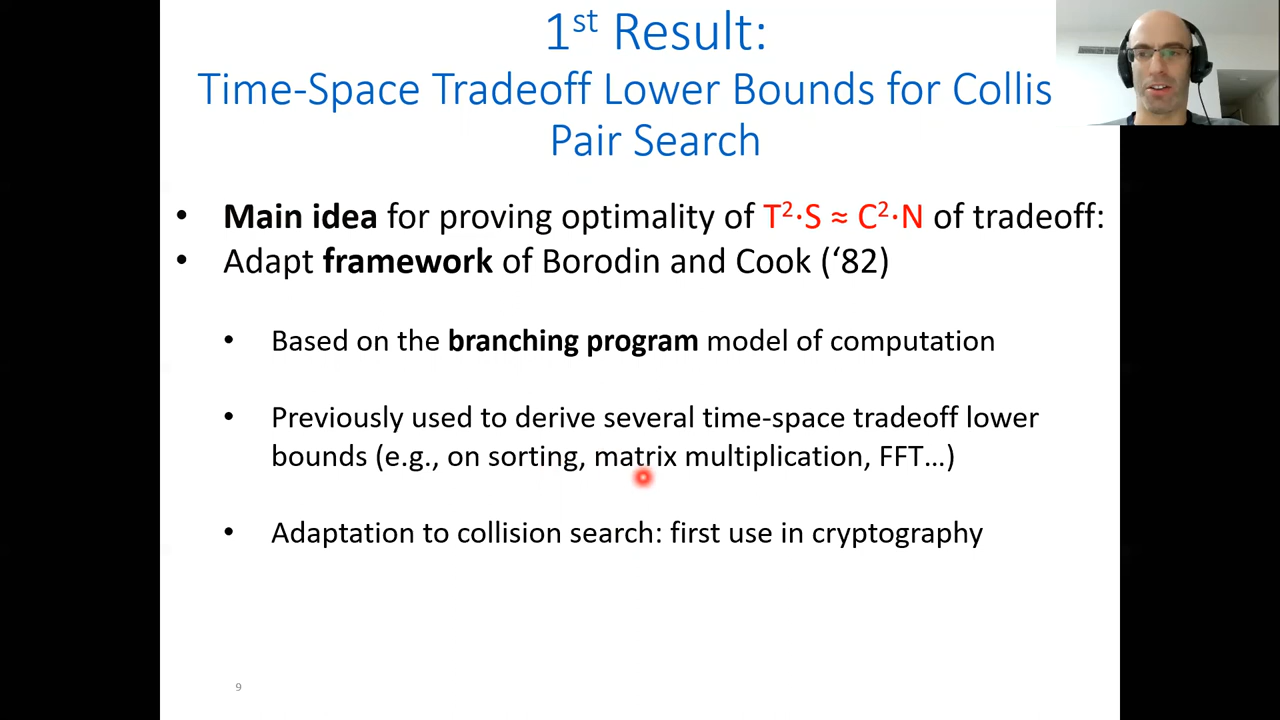 1st Result:
Time-Space Tradeoff Lower Bounds for Collis
Pair Search
• Main idea for proving optimality of T²·S ≈ C²·N of tradeoff:
• Adapt framework of Borodin and Cook (‘82)
• Based on the branching program model of computation
• Previously used to derive several time-space tradeoff lower
bounds (e.g., on sorting, matrix multiplication, FFT…)
• Adaptation to collision search: first use in cryptography
9